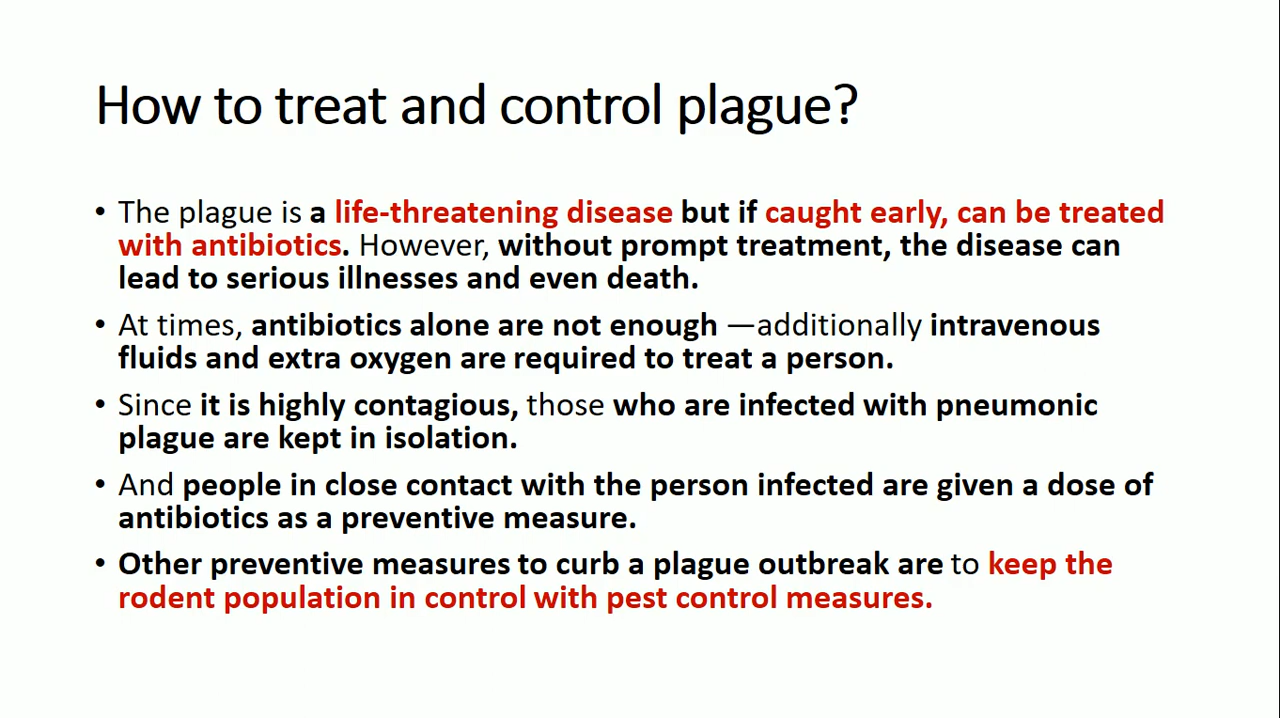 How to treat and control plague?
• The plague is a life-threatening disease but if caught early, can be treated
with antibiotics. However, without prompt treatment, the disease can
lead to serious illnesses and even death.
• At times, antibiotics alone are not enough —additionally intravenous
fluids and extra oxygen are required to treat a person.
• Since it is highly contagious, those who are infected with pneumonic
plague are kept in isolation.
• And people in close contact with the person infected are given a dose of
antibiotics as a preventive measure.
• Other preventive measures to curb a plague outbreak are to keep the
rodent population in control with pest control measures.